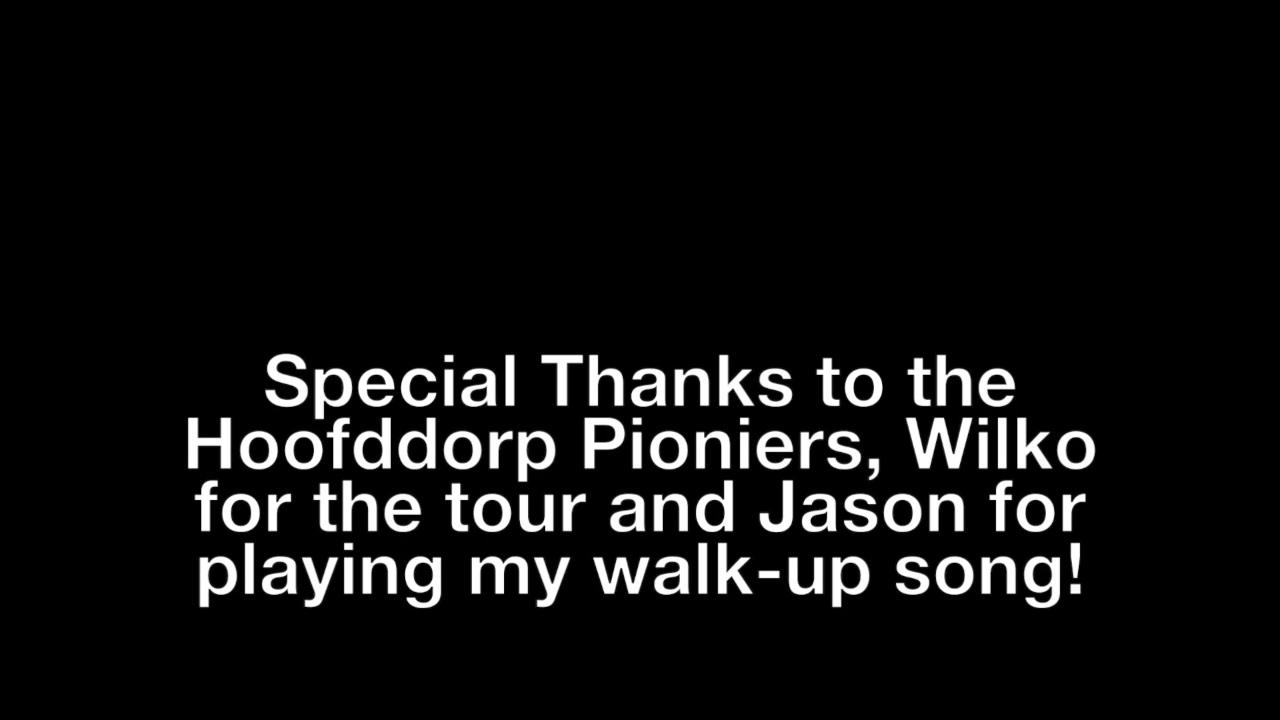 Special Thanks to the
Hoofddorp Pioniers, Wilko
for the tour and Jason for
playing my walk-up song!